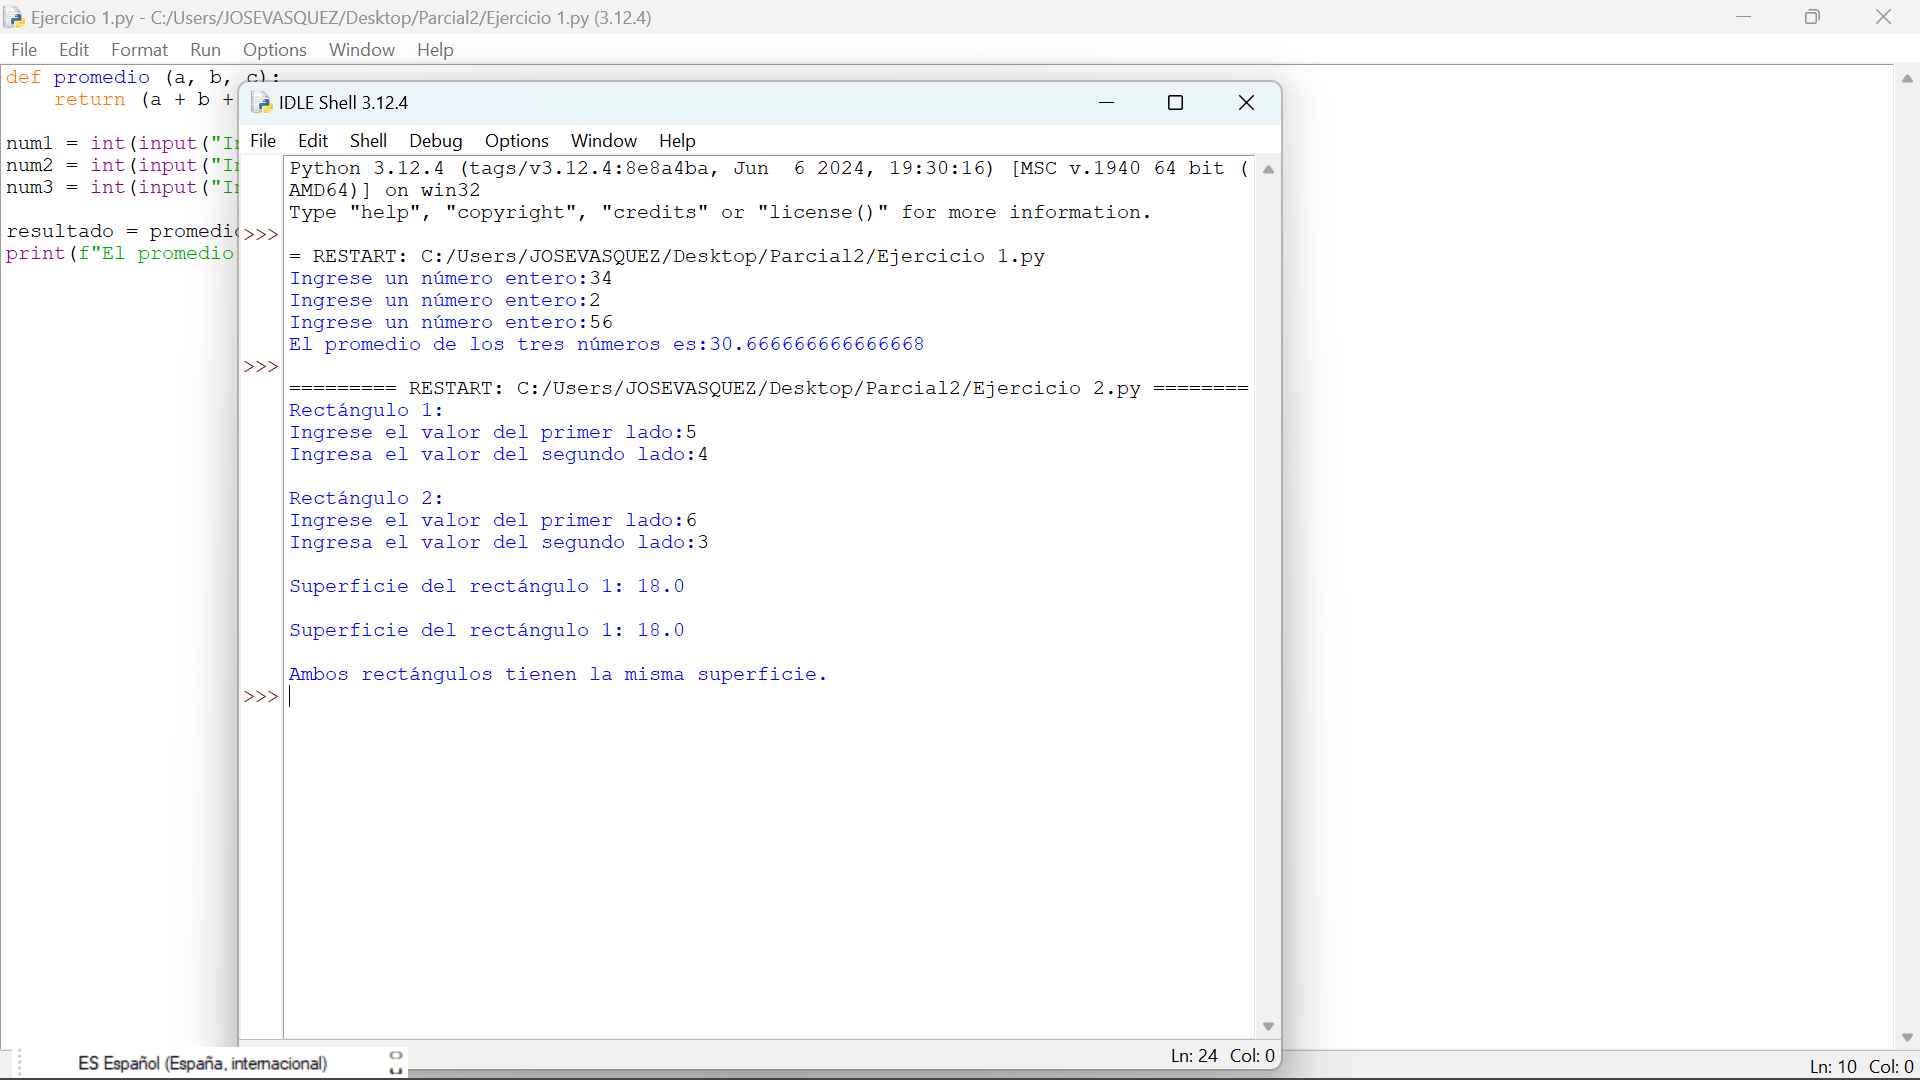 Ejercicio 1.py - C:/Users/JOSEVASQUEZ/Desktop/Parcial2/Ejercicio 1.py (3.12.4)
File Edit Format Run Options Window Help
def promedio (a, b, c):
return (a + b +
num1 = int(input("In
num2 = int(input("In
num3 = int(input("In
resultado = promedio
print(f"El promedio
IDLE Shell 3.12.4
File Edit Shell Debug Options Window Help
Python 3.12.4 (tags/v3.12.4:8e8a4ba, Jun  6 2024, 19:30:16) [MSC v.1940 64 bit (
AMD64)] on win32
Type "help", "copyright", "credits" or "license()" for more information.
>>>
= RESTART: C:/Users/JOSEVASQUEZ/Desktop/Parcial2/Ejercicio 1.py
Ingrese un número entero:34
Ingrese un número entero:2
Ingrese un número entero:56
El promedio de los tres números es:30.666666666666668
>>>
========= RESTART: C:/Users/JOSEVASQUEZ/Desktop/Parcial2/Ejercicio 2.py ========
Rectángulo 1:
Ingrese el valor del primer lado:5
Ingresa el valor del segundo lado:4
Rectángulo 2:
Ingrese el valor del primer lado:6
Ingresa el valor del segundo lado:3
Superficie del rectángulo 1: 18.0
Superficie del rectángulo 1: 18.0
Ambos rectángulos tienen la misma superficie.
>>>
Ln: 24 Col: 0
ES Español (España, internacional)
Ln: 10 Col: 0